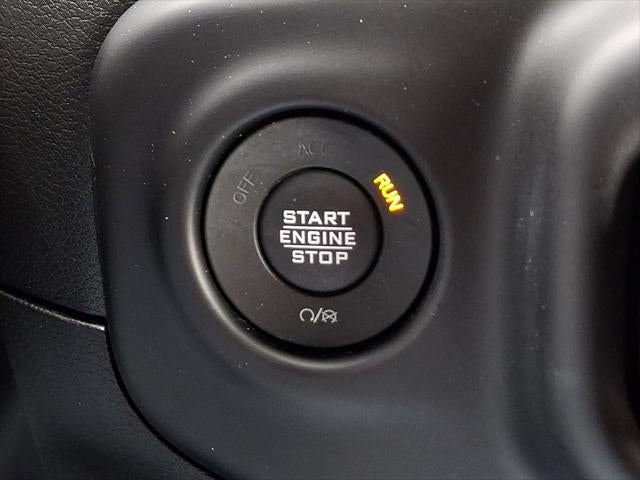 ACC
OFF
RUN
START
ENGINE
STOP